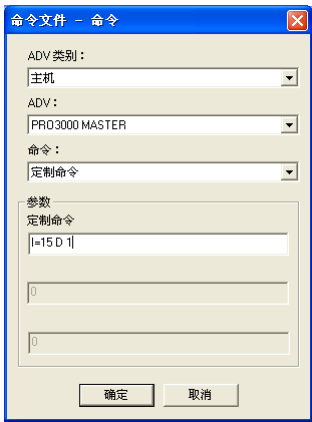 命令文件 - 命令
ADV 类别：
主机
ADV：
PRO3000 MASTER
命令：
定制命令
参数
定制命令
I=15 D 1
0
0
确定
取消